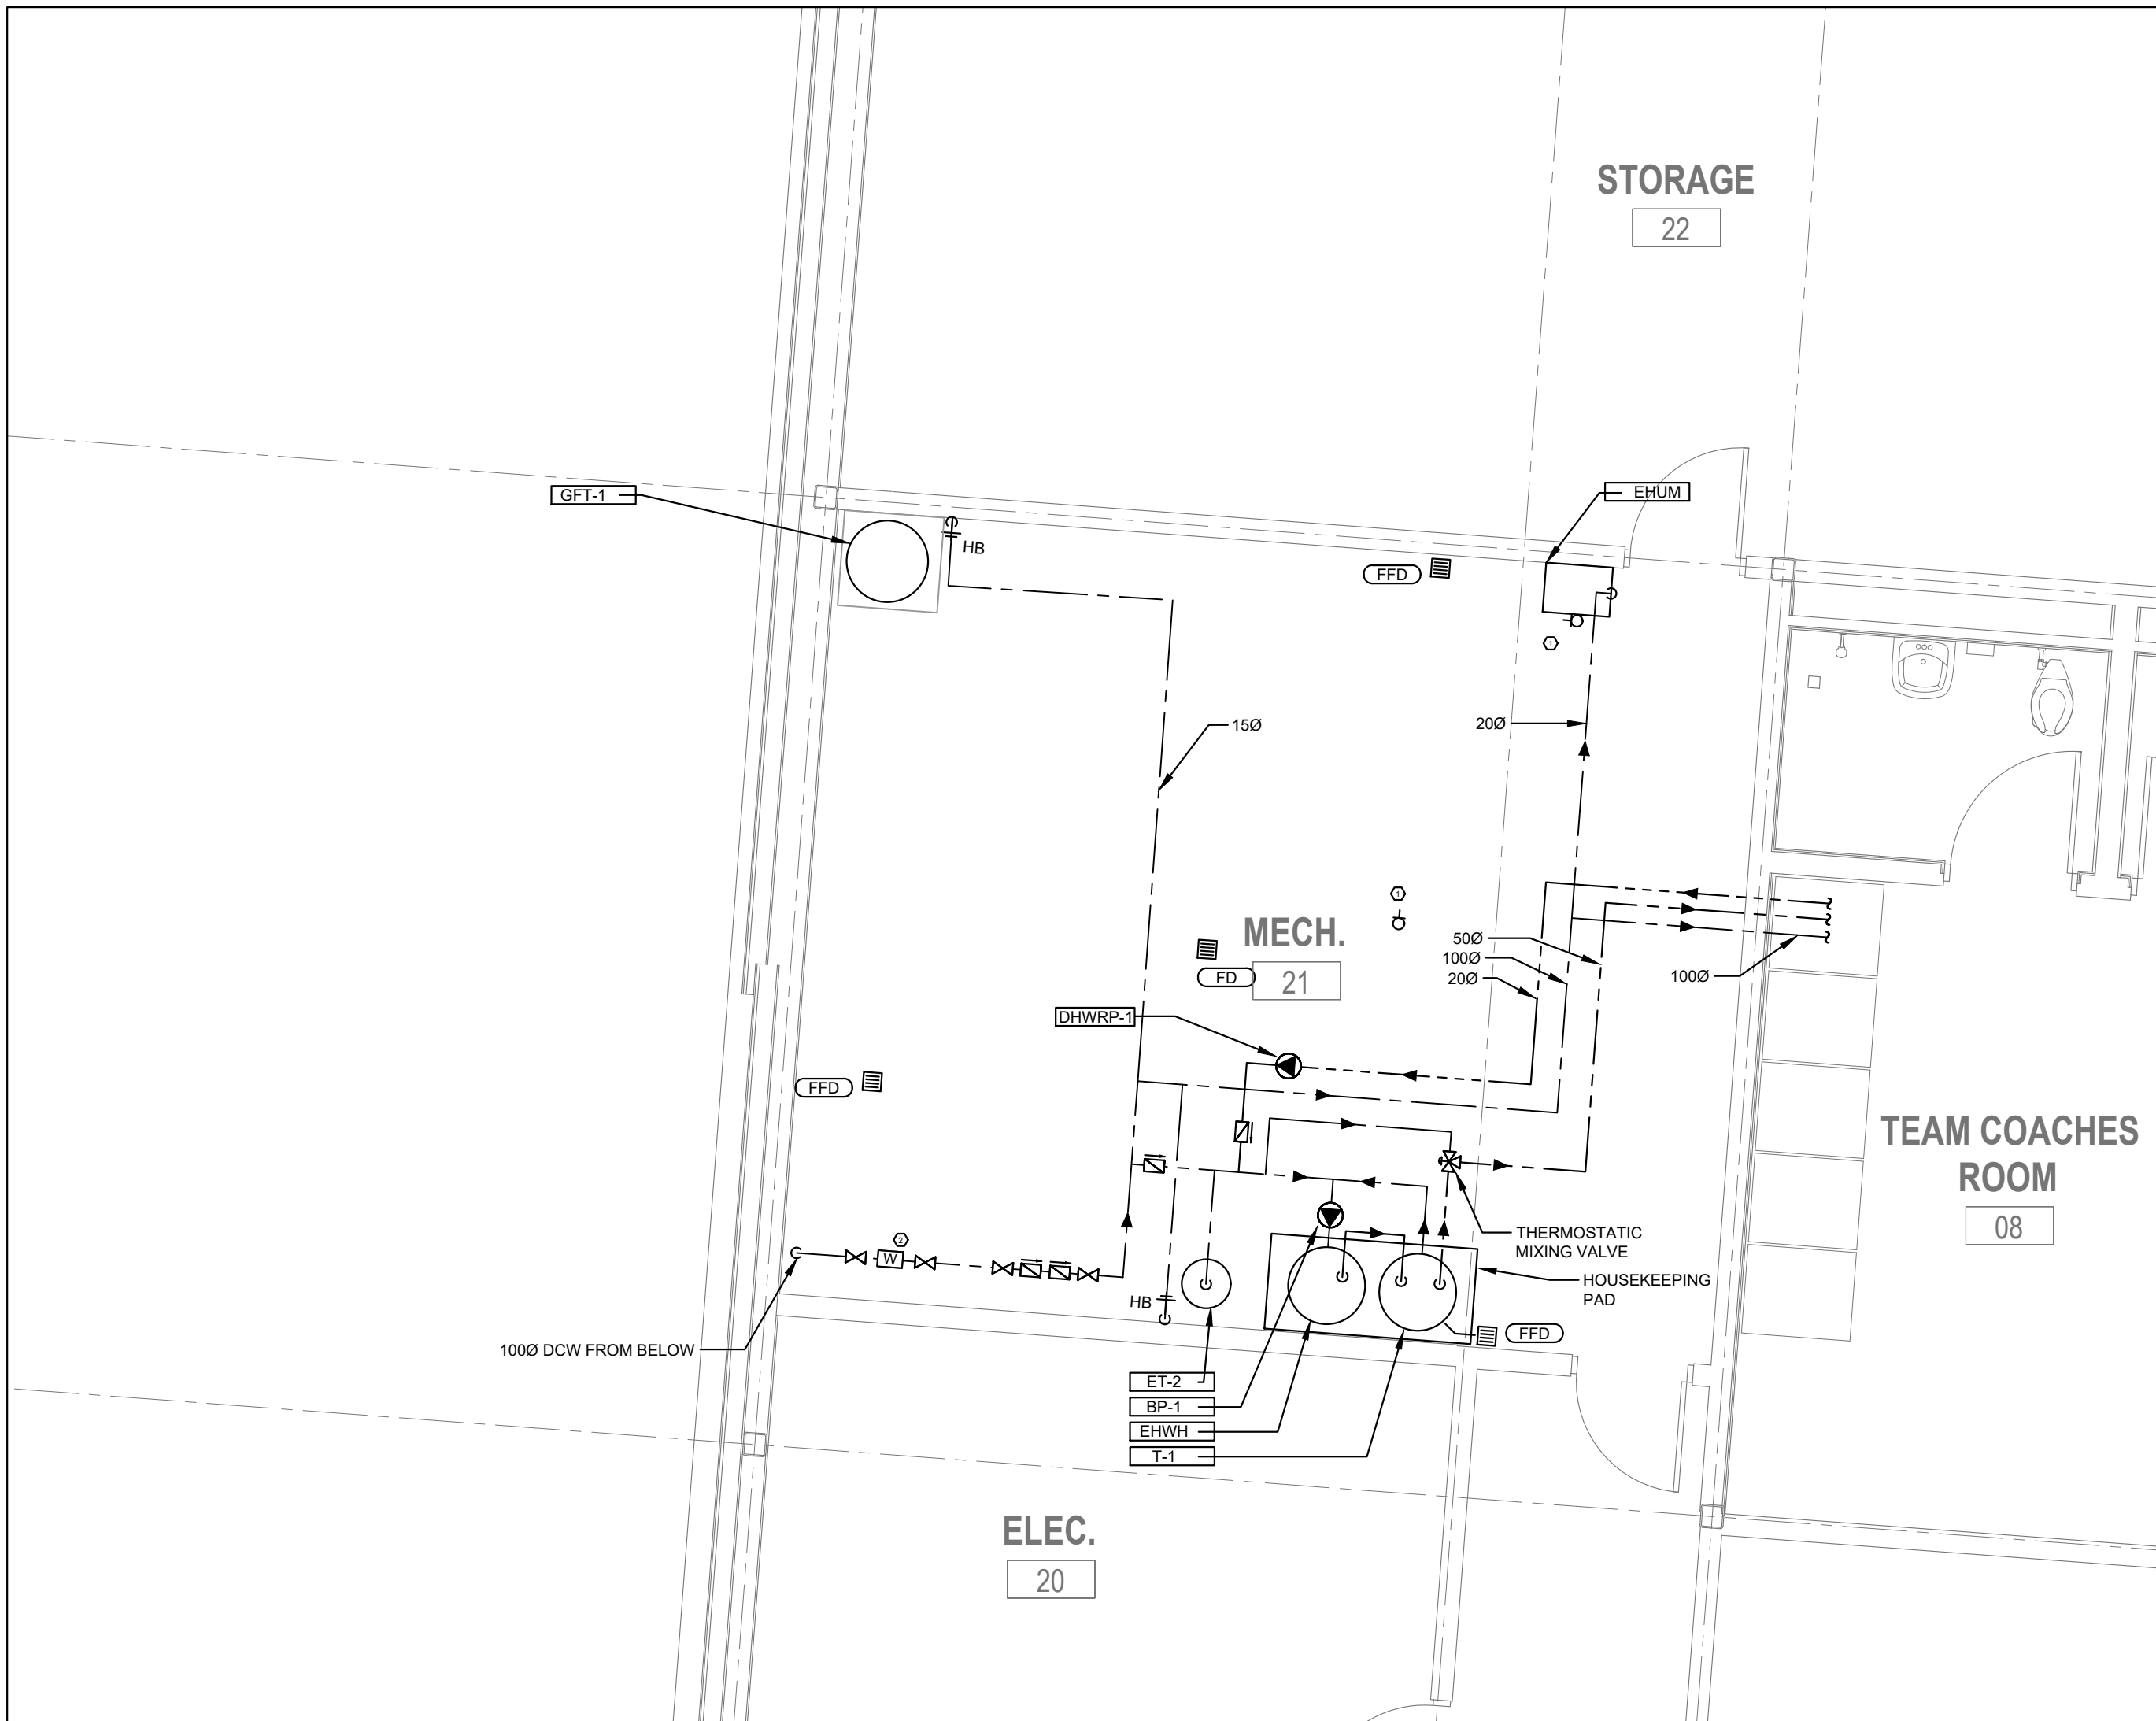 STORAGE
22
GFT-1
EHUM
HB
FFD
1
15Ø
20Ø
1
MECH.
21
FD
50Ø
100Ø
20Ø
100Ø
DHWRP-1
FFD
TEAM COACHES
ROOM
08
THERMOSTATIC
MIXING VALVE
2
W
HOUSEKEEPING
PAD
HB
FFD
100Ø DCW FROM BELOW
ET-2
BP-1
EHWH
T-1
ELEC.
20